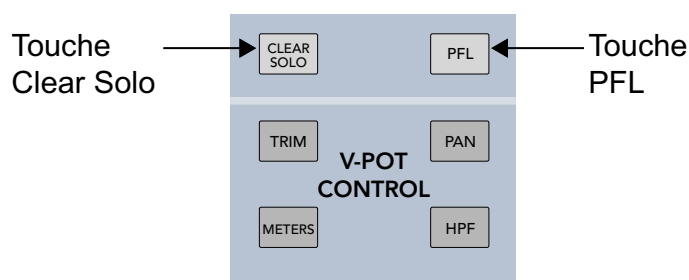 Touche
Clear Solo
CLEAR
SOLO
PFL
Touche
PFL
TRIM
PAN
V-POT
CONTROL
METERS
HPF